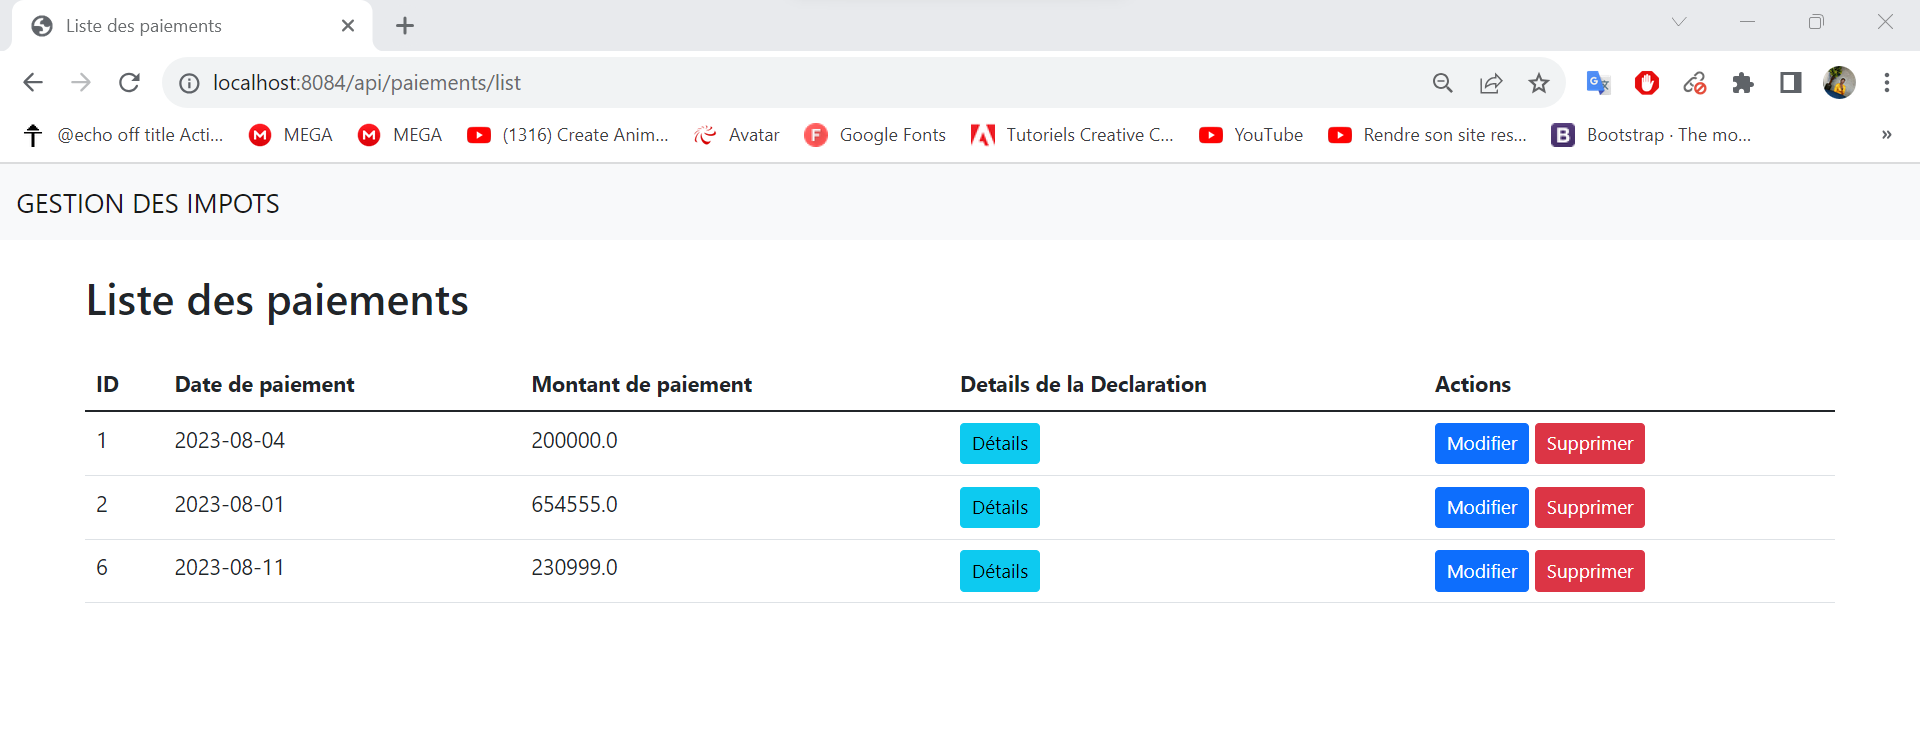 Liste des paiements
localhost:8084/api/paiements/list
@echo off title Acti... MEGA MEGA (1316) Create Anim... Avatar Google Fonts Tutoriels Creative C... YouTube Rendre son site res... Bootstrap · The mo... »
GESTION DES IMPOTS
Liste des paiements
ID Date de paiement Montant de paiement Details de la Declaration Actions
1 2023-08-04 200000.0 Détails Modifier Supprimer
2 2023-08-01 654555.0 Détails Modifier Supprimer
6 2023-08-11 230999.0 Détails Modifier Supprimer